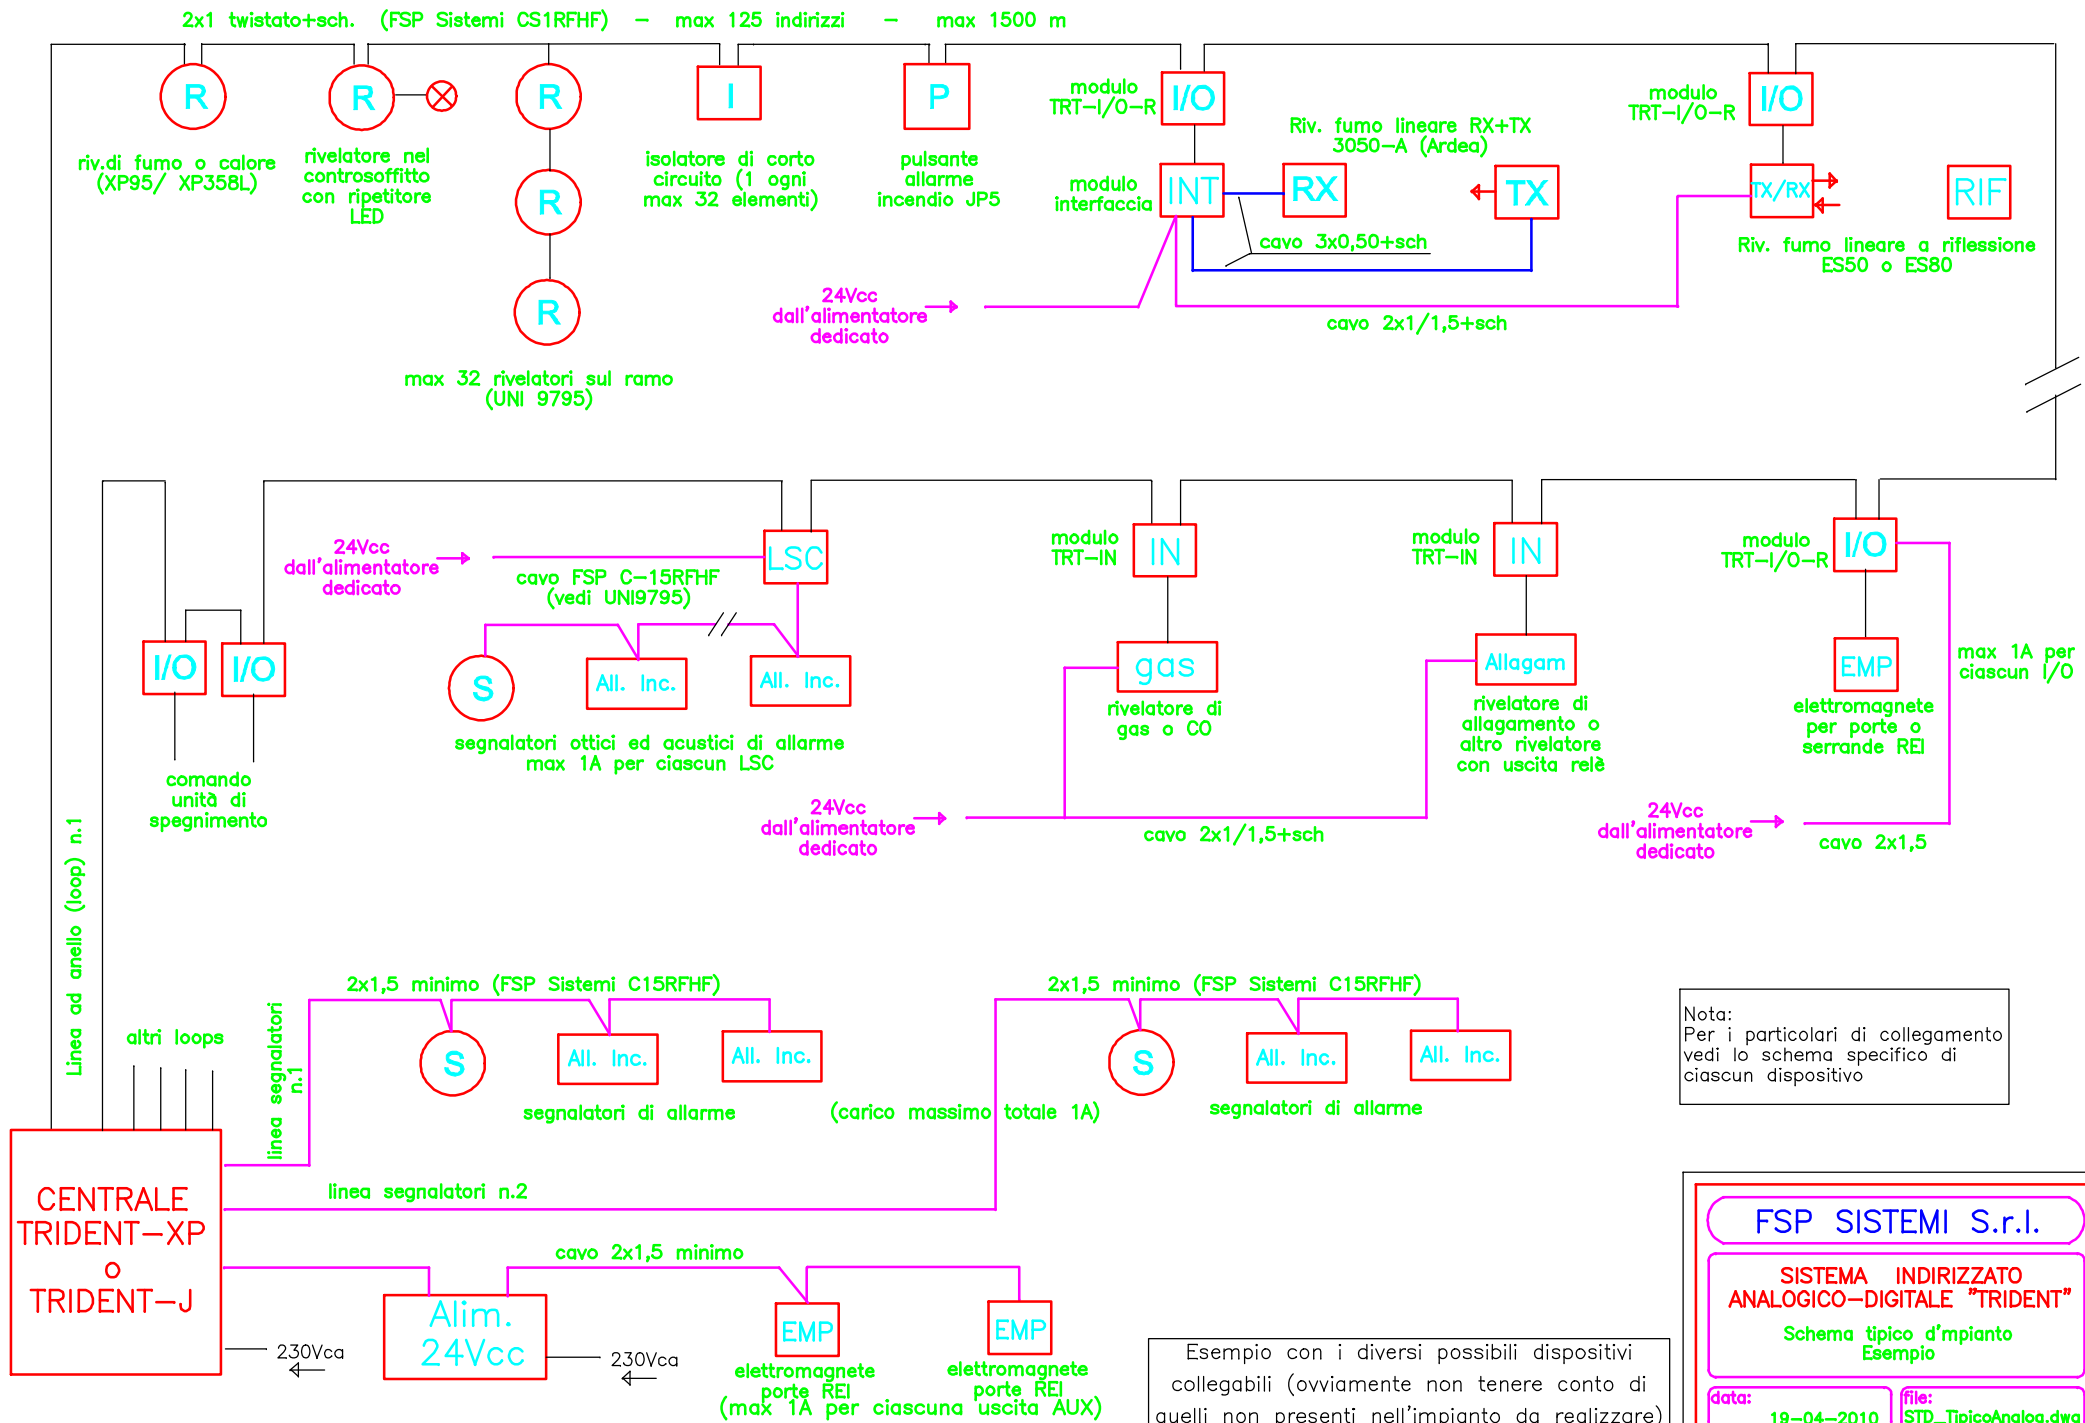 2x1 twistato+sch. (FSP Sistemi CS1RFHF) – max 125 indirizzi – max 1500 m
R
R
R
I
P
modulo
TRT–I/O–R
I/O
modulo
TRT–I/O–R
I/O
riv.di fumo o calore
(XP95/ XP358L)
rivelatore nel
controsoffitto
con ripetitore
LED
R
R
max 32 rivelatori sul ramo
(UNI 9795)
isolatore di corto
circuito (1 ogni
max 32 elementi)
pulsante
allarme
incendio JP5
Riv. fumo lineare RX+TX
3050–A (Ardea)
modulo
interfaccia
INT
RX
TX
TX/RX
RIF
cavo 3x0,50+sch
Riv. fumo lineare a riflessione
ES50 o ES80
24Vcc
dall'alimentatore
dedicato
cavo 2x1/1,5+sch
24Vcc
dall'alimentatore
dedicato
LSC
cavo FSP C–15RFHF
(vedi UNI9795)
modulo
TRT–IN
IN
modulo
TRT–IN
IN
modulo
TRT–I/O–R
I/O
I/O
I/O
S
All. Inc.
All. Inc.
gas
Allagam
EMP
max 1A per
ciascun I/O
segnalatori ottici ed acustici di allarme
max 1A per ciascun LSC
rivelatore di
gas o CO
rivelatore di
allagamento o
altro rivelatore
con uscita relè
elettromagnete
per porte o
serrande REI
comando
unità di
spegnimento
24Vcc
dall'alimentatore
dedicato
cavo 2x1/1,5+sch
24Vcc
dall'alimentatore
dedicato
cavo 2x1,5
Linea ad anello (loop) n.1
altri loops
linea segnalatori
n.1
2x1,5 minimo (FSP Sistemi C15RFHF)
S
All. Inc.
All. Inc.
segnalatori di allarme
(carico massimo totale 1A)
2x1,5 minimo (FSP Sistemi C15RFHF)
S
All. Inc.
All. Inc.
segnalatori di allarme
Nota:
Per i particolari di collegamento
vedi lo schema specifico di
ciascun dispositivo
CENTRALE
TRIDENT–XP
o
TRIDENT–J
linea segnalatori n.2
cavo 2x1,5 minimo
230Vca
Alim.
24Vcc
230Vca
EMP
EMP
elettromagnete
porte REI
elettromagnete
porte REI
(max 1A per ciascuna uscita AUX)
Esempio con i diversi possibili dispositivi
collegabili (ovviamente non tenere conto di
quelli non presenti nell'impianto da realizzare)
FSP SISTEMI S.r.l.
SISTEMA INDIRIZZATO
ANALOGICO–DIGITALE "TRIDENT"
Schema tipico d'mpianto
Esempio
data:
19–04–2010
file:
STD_TipicoAnalog.dwg